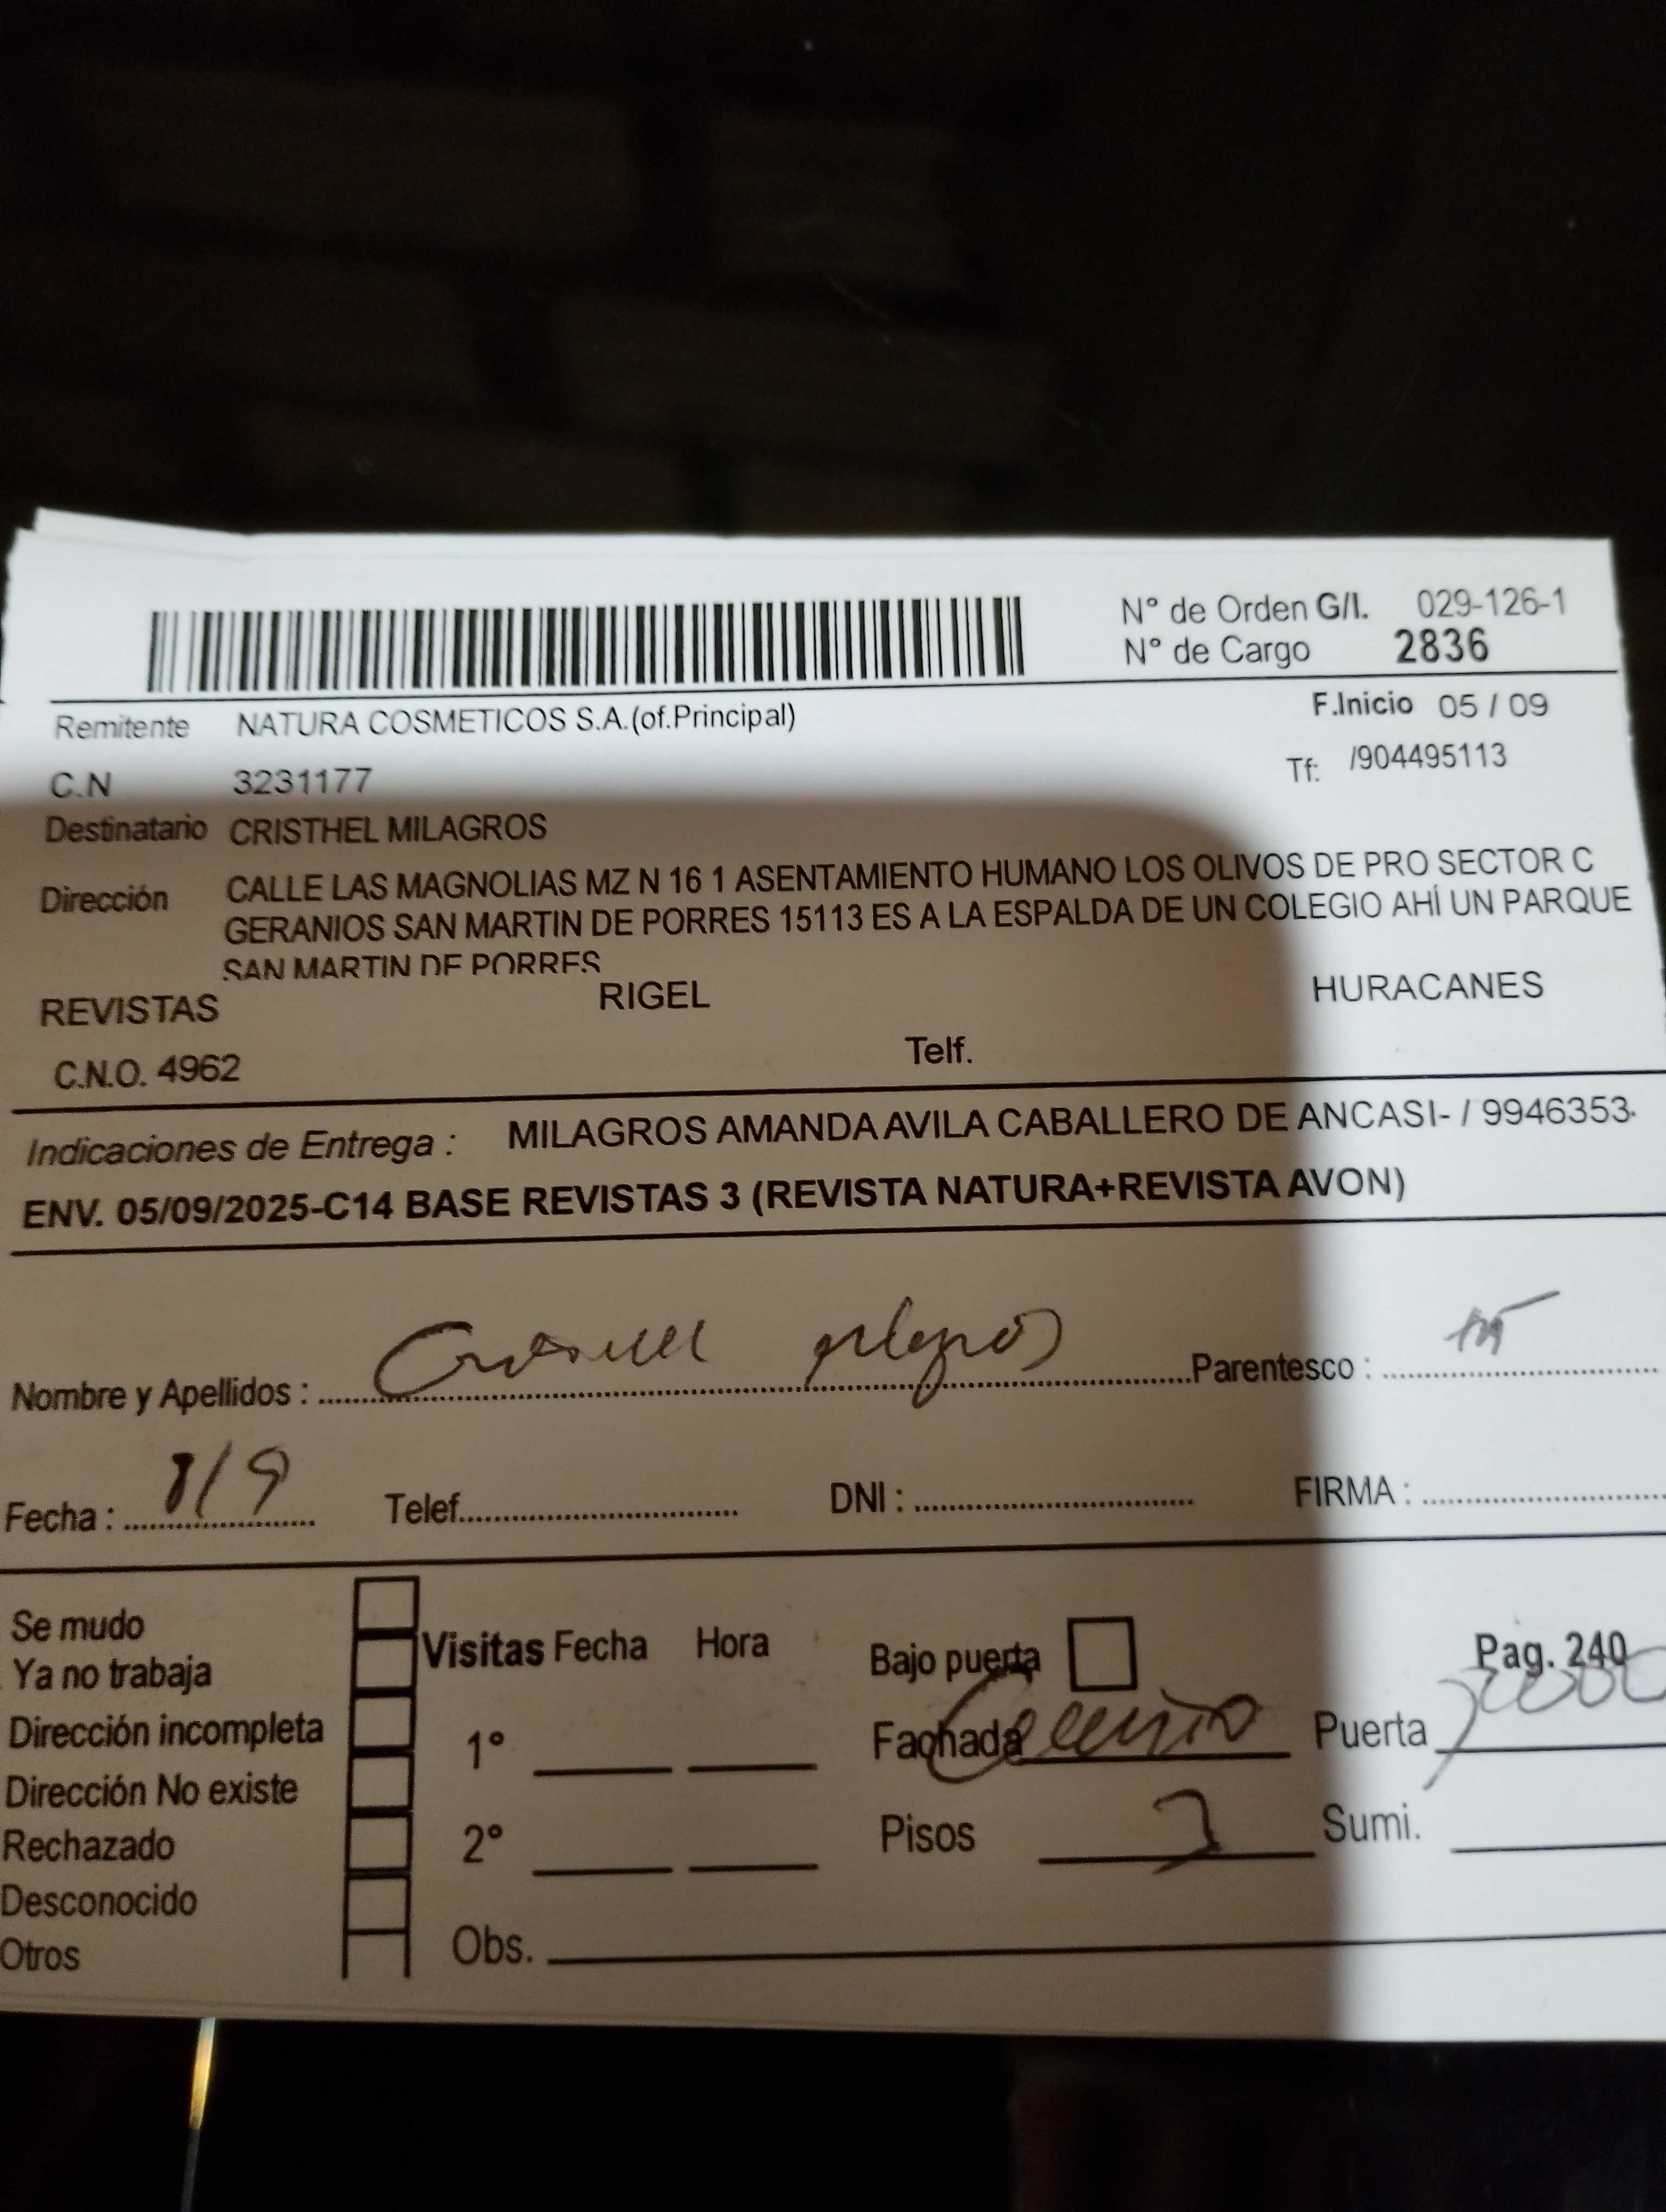 N° de Orden G/I. 029-126-1
N° de Cargo 2836
Remitente NATURA COSMETICOS S.A.(of.Principal) F.Inicio 05 / 09
C.N 3231177 Tf: /904495113
Destinatario CRISTHEL MILAGROS
Dirección CALLE LAS MAGNOLIAS MZ N 16 1 ASENTAMIENTO HUMANO LOS OLIVOS DE PRO SECTOR C
GERANIOS SAN MARTIN DE PORRES 15113 ES A LA ESPALDA DE UN COLEGIO AHÍ UN PARQUE
SAN MARTIN DE PORRES
REVISTAS RIGEL HURACANES
C.N.O. 4962 Telf.
Indicaciones de Entrega : MILAGROS AMANDA AVILA CABALLERO DE ANCASI- / 9946353
ENV. 05/09/2025-C14 BASE REVISTAS 3 (REVISTA NATURA+REVISTA AVON)
Nombre y Apellidos : Parentesco :
Fecha : 8/9 Telef. DNI : FIRMA :
Se mudo
Ya no trabaja Visitas Fecha Hora Bajo puerta Pag. 240
Dirección incompleta 1° Fachada Puerta
Dirección No existe
Rechazado 2° Pisos Sumi.
Desconocido
Otros Obs.